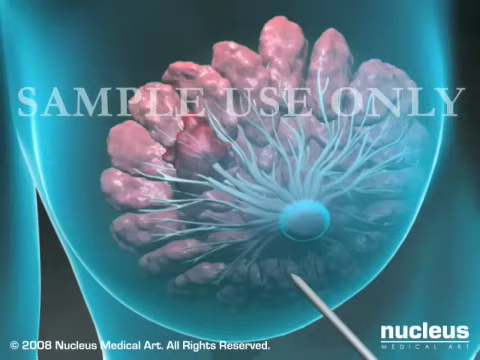 SAMPLE USE ONLY
© 2008 Nucleus Medical Art. All Rights Reserved.
nucleus
MEDICAL ART